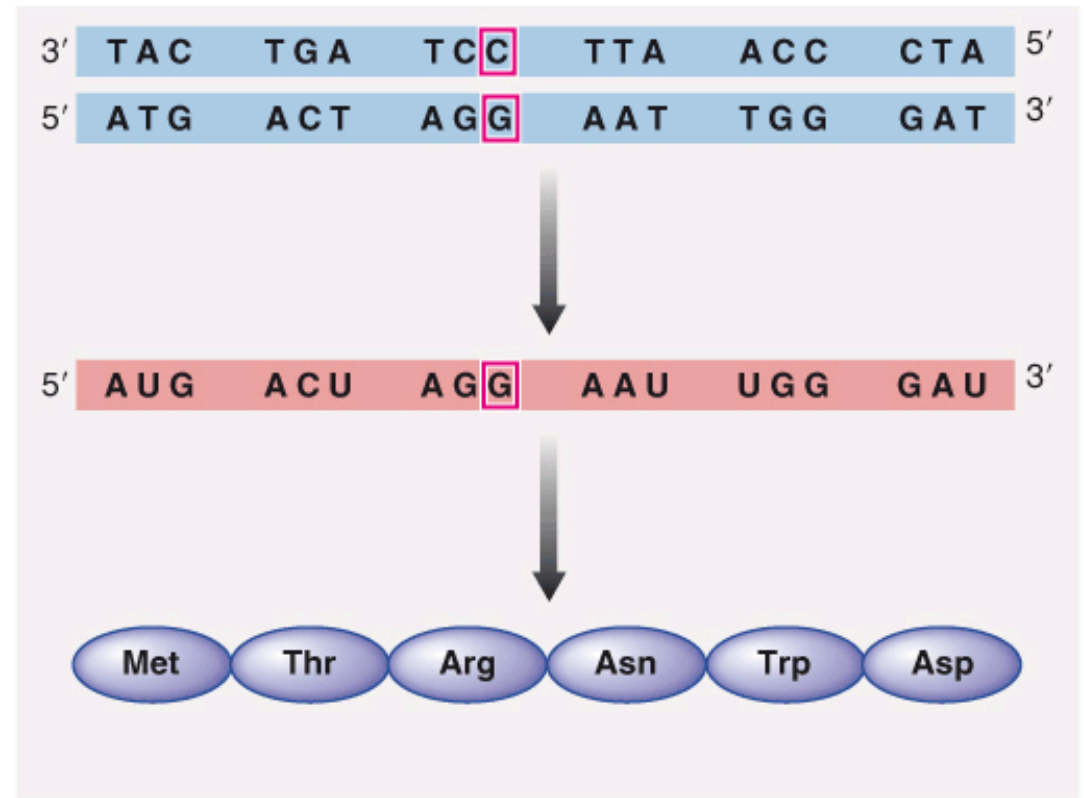 3′ TAC TGA TCC TTA ACC CTA 5′
5′ ATG ACT AGG AAT TGG GAT 3′
5′ AUG ACU AGG AAU UGG GAU 3′
Met Thr Arg Asn Trp Asp